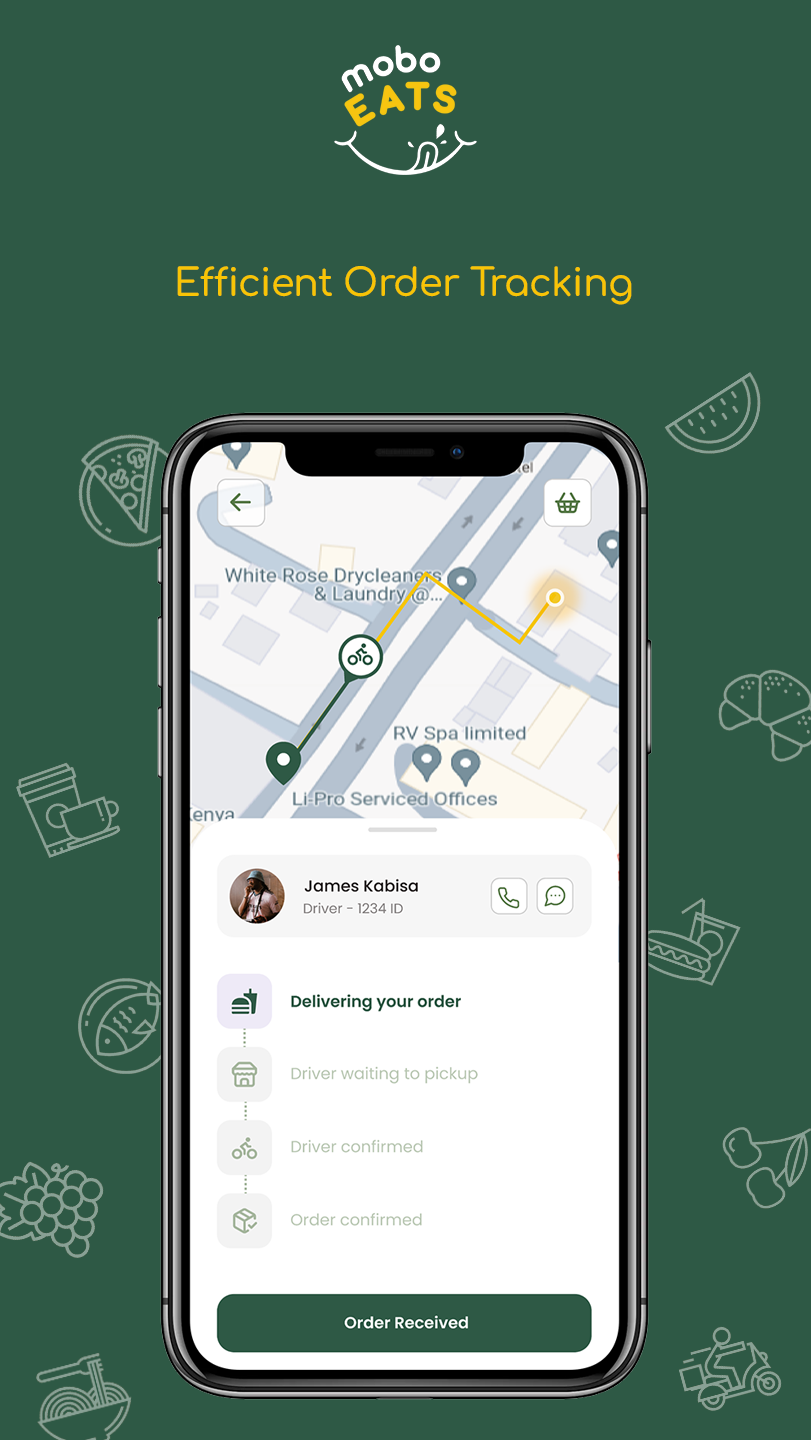 mobo
EATS
Efficient Order Tracking
tel
White Rose Drycleaners
& Laundry @...
RV Spa limited
Li-Pro Serviced Offices
Kenya
James Kabisa
Driver - 1234 ID
Delivering your order
Driver waiting to pickup
Driver confirmed
Order confirmed
Order Received